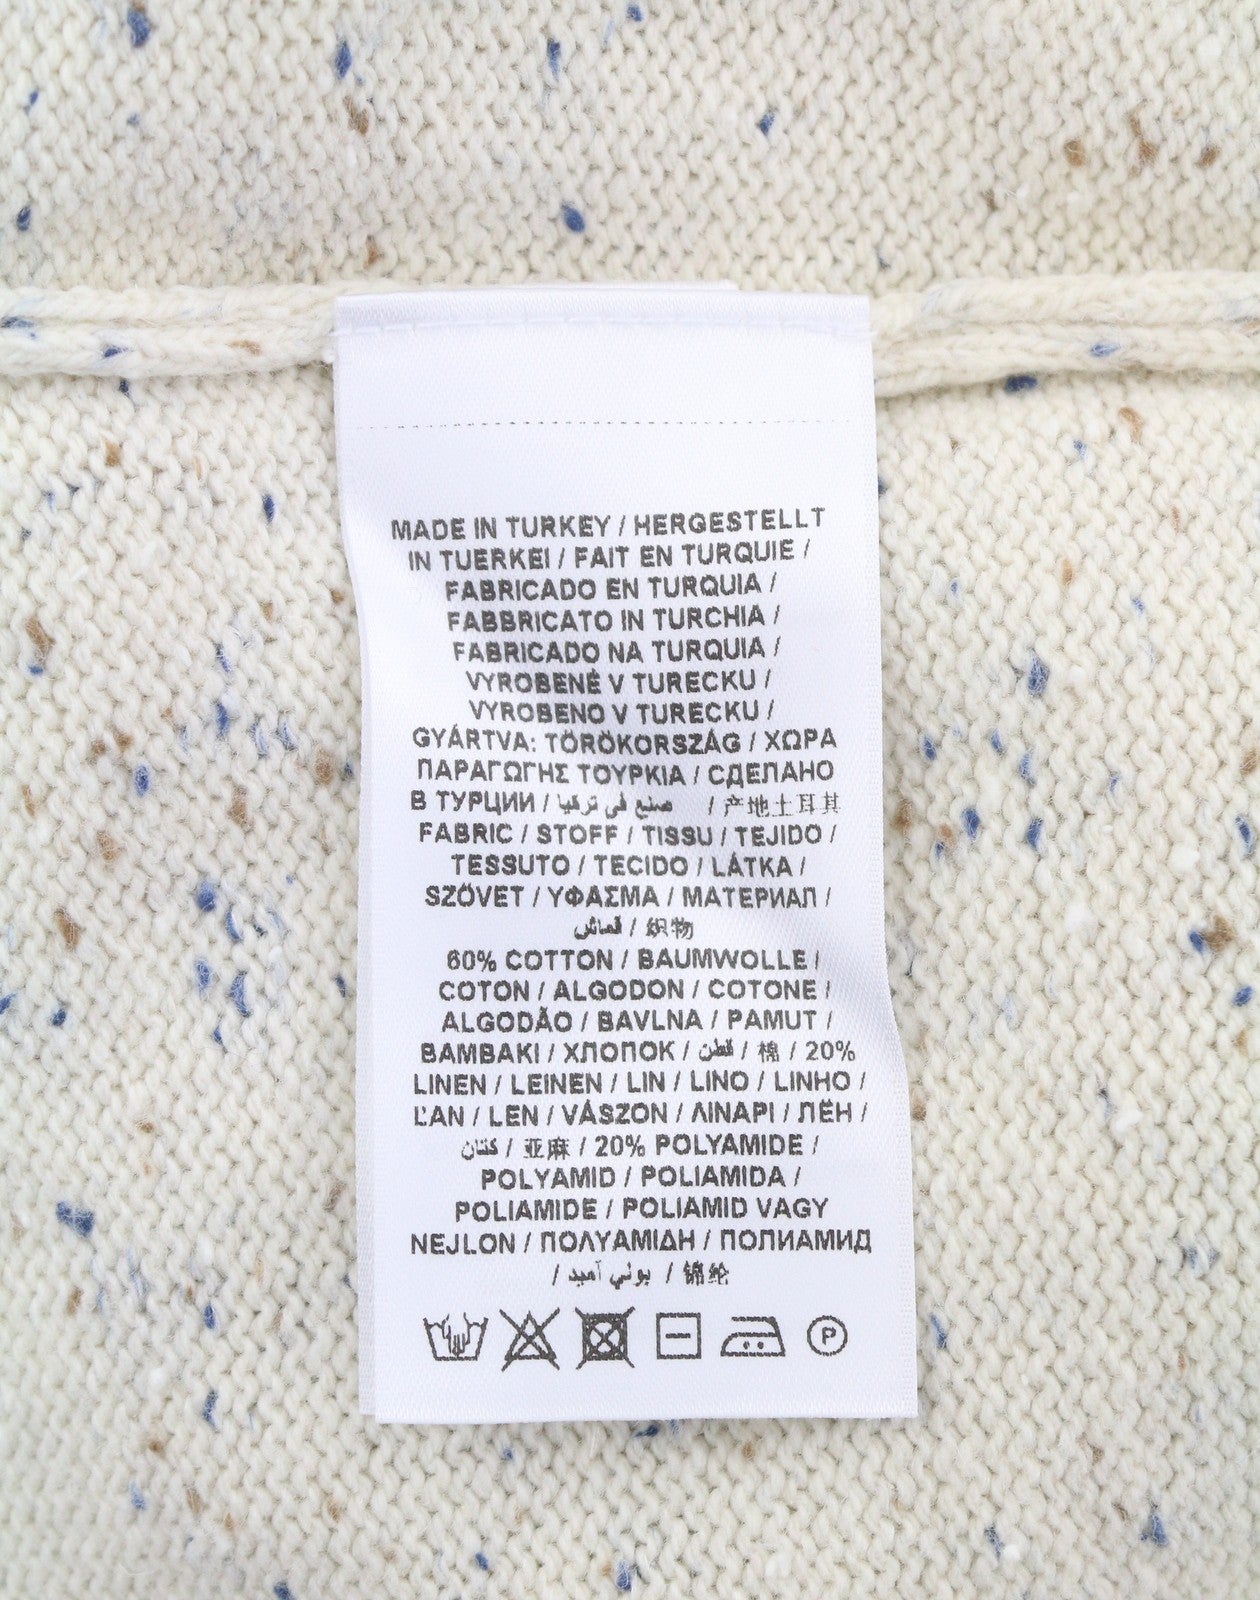 MADE IN TURKEY / HERGESTELLT
IN TUERKEI / FAIT EN TURQUIE /
FABRICADO EN TURQUIA /
FABBRICATO IN TURCHIA /
FABRICADO NA TURQUIA /
VYROBENÉ V TURECKU /
VYROBENO V TURECKU /
GYÁRTVA: TÖRÖKORSZÁG / ΧΩΡΑ
ΠΑΡΑΓΩΓΗΣ ΤΟΥΡΚΙΑ / СДЕЛАНО
В ТУРЦИИ / صنع في تركيا / 产地土耳其
FABRIC / STOFF / TISSU / TEJIDO /
TESSUTO / TECIDO / LÁTKA /
SZÖVET / ΥΦΑΣΜΑ / МАТЕРИАЛ /
قماش / 织物
60% COTTON / BAUMWOLLE /
COTON / ALGODON / COTONE /
ALGODÃO / BAVLNA / PAMUT /
BAMBAKI / ХЛОПОК / قطن / 棉 / 20%
LINEN / LEINEN / LIN / LINO / LINHO /
ĽAN / LEN / VÁSZON / ΛΙΝΑΡΙ / ЛЁН /
كتان / 亚麻 / 20% POLYAMIDE /
POLYAMID / POLIAMIDA /
POLIAMIDE / POLIAMID VAGY
NEJLON / ΠΟΛΥΑΜΙΔΗ / ПОЛИАМИД
/ بولي أميد / 锦纶
P